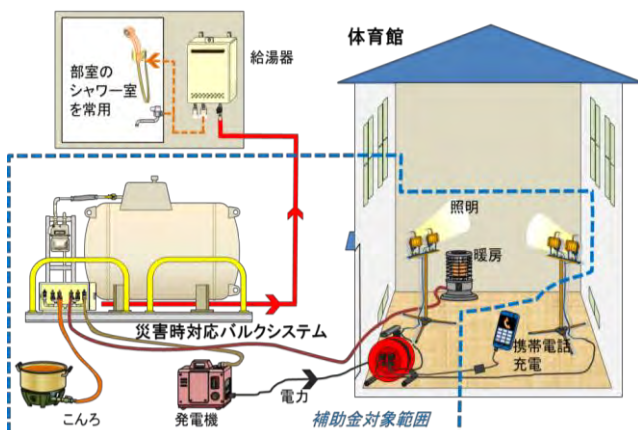 体育館
給湯器
部室の
シャワー室
を常用
照明
暖房
災害時対応バルクシステム
携帯電話
充電
こんろ
発電機
電力
補助金対象範囲